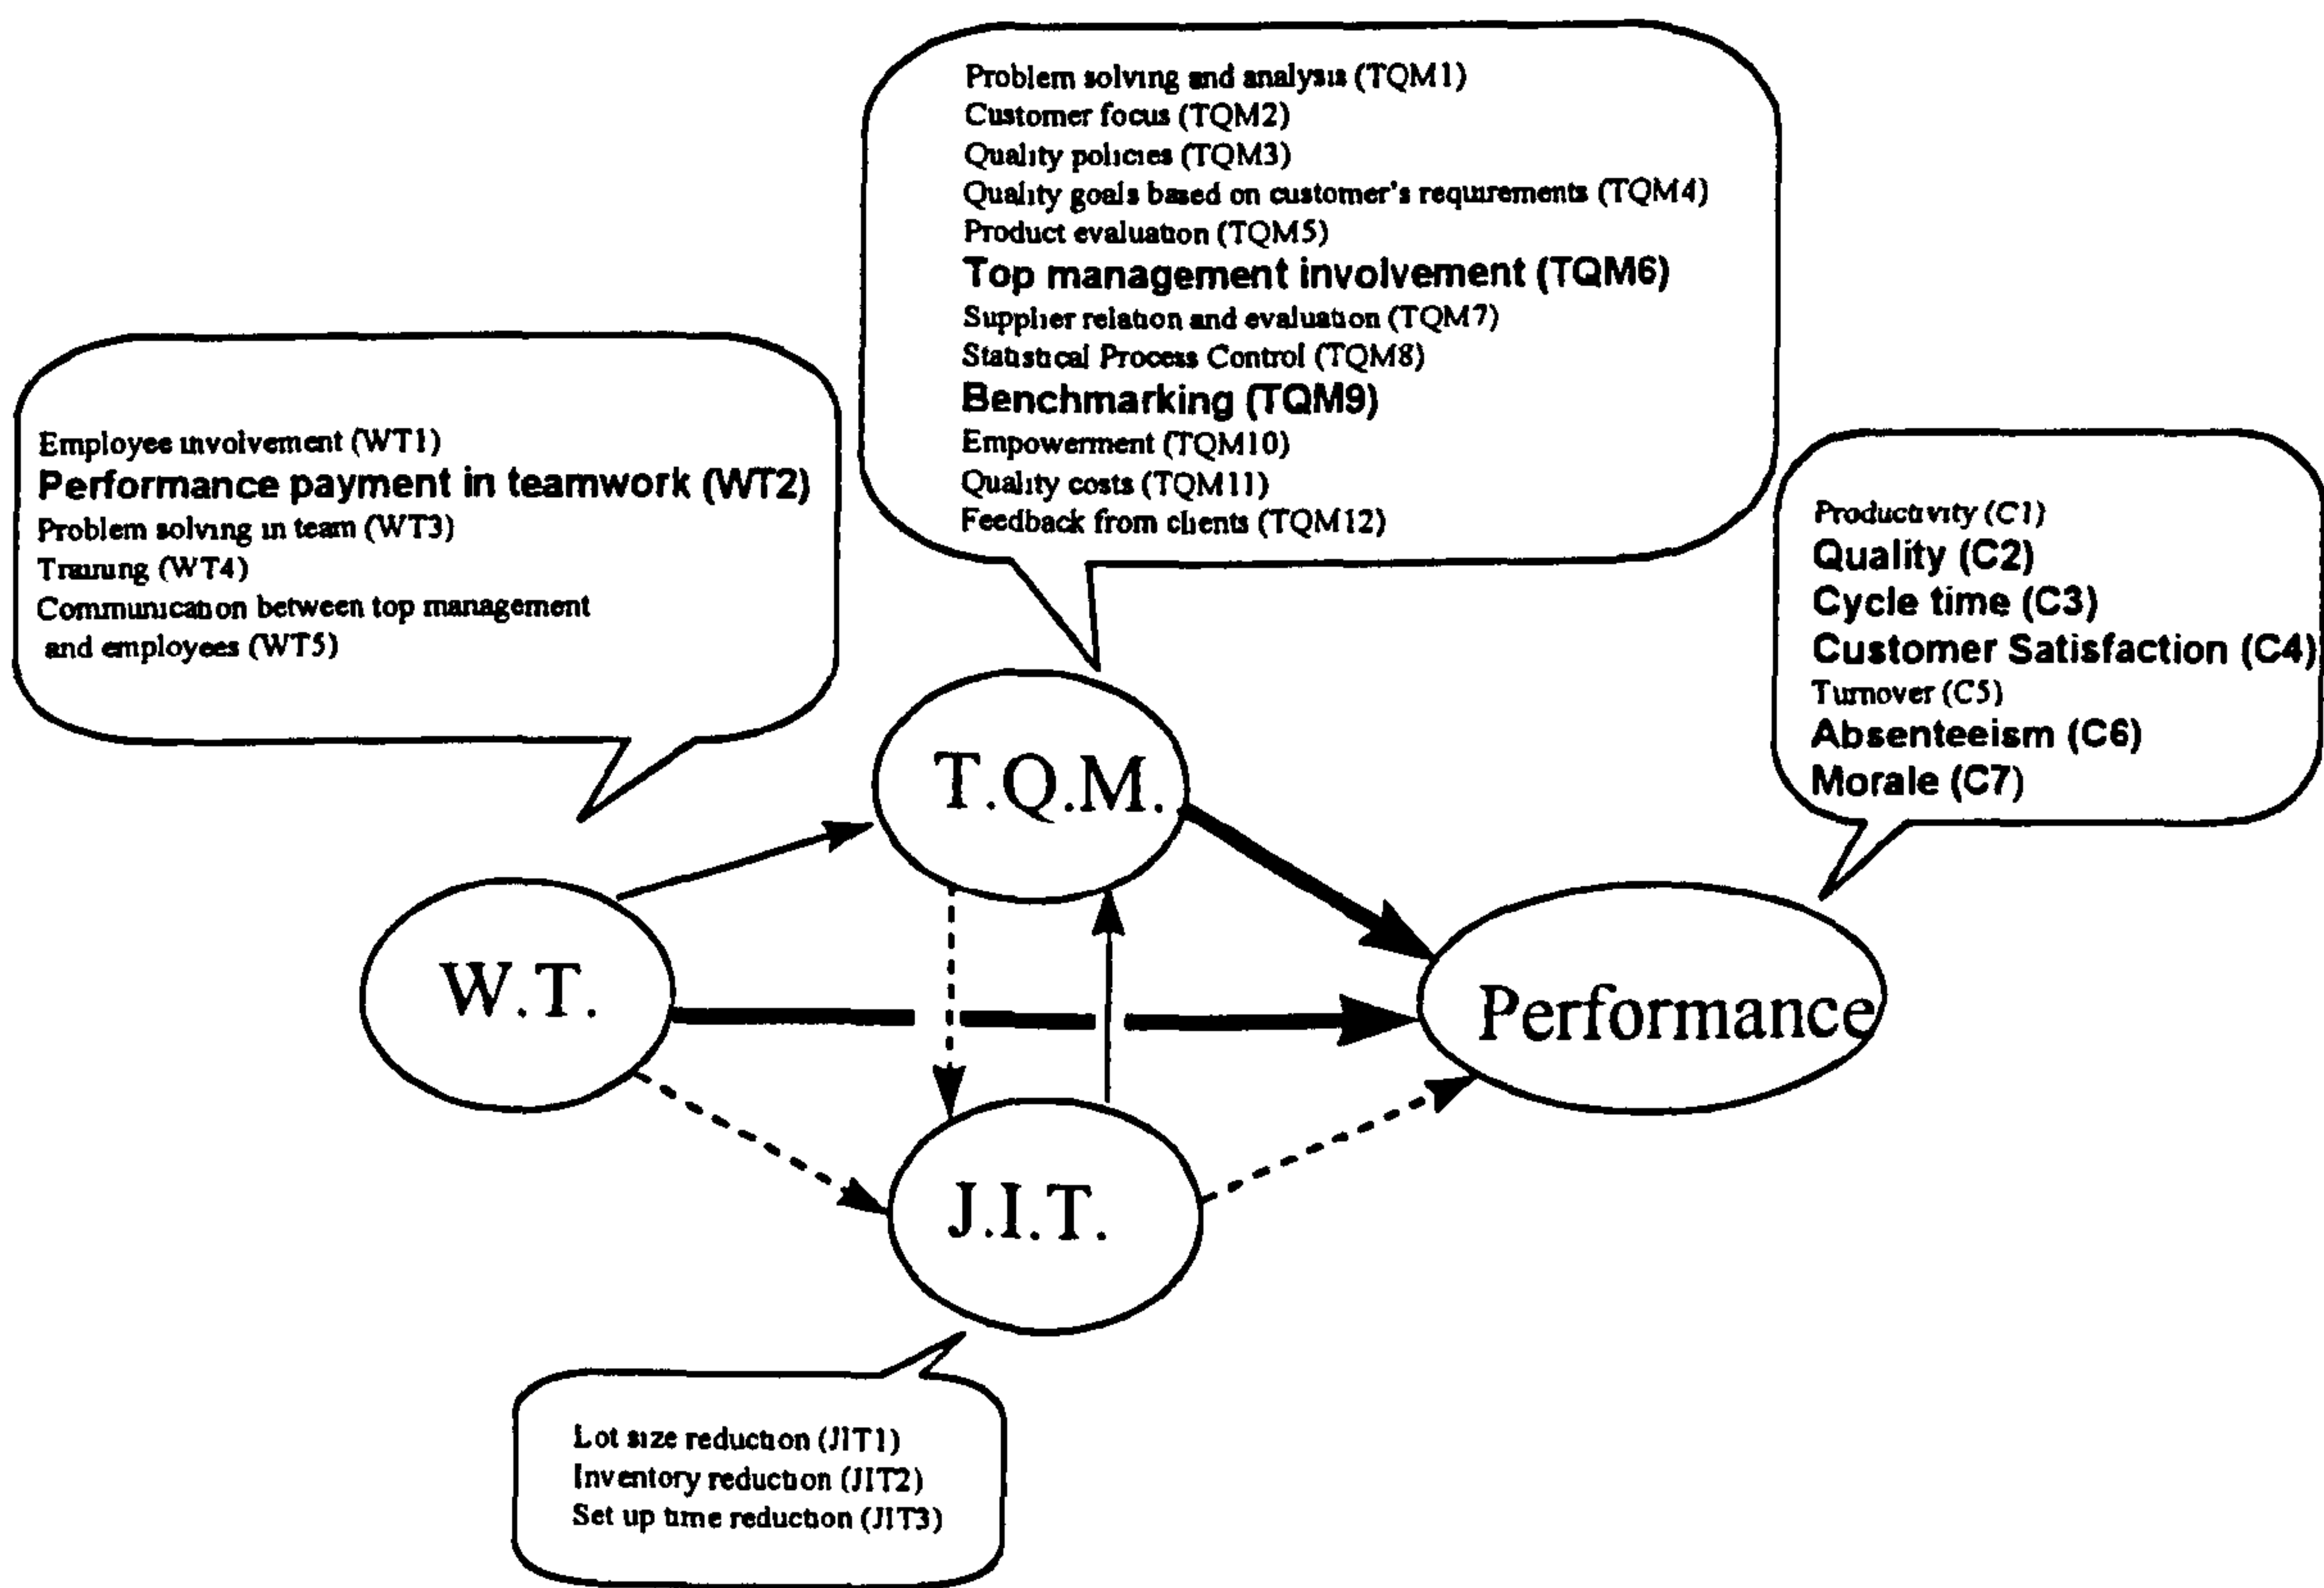 Problem solving and analysis (TQM1)
Customer focus (TQM2)
Quality policies (TQM3)
Quality goals based on customer's requirements (TQM4)
Product evaluation (TQM5)
Top management involvement (TQM6)
Supplier relation and evaluation (TQM7)
Statistical Process Control (TQM8)
Benchmarking (TQM9)
Empowerment (TQM10)
Quality costs (TQM11)
Feedback from clients (TQM12)
Employee involvement (WT1)
Performance payment in teamwork (WT2)
Problem solving in team (WT3)
Training (WT4)
Communication between top management
and employees (WT5)
Productivity (C1)
Quality (C2)
Cycle time (C3)
Customer Satisfaction (C4)
Turnover (C5)
Absenteeism (C6)
Morale (C7)
T.Q.M.
W.T.
Performance
J.I.T.
Lot size reduction (JIT1)
Inventory reduction (JIT2)
Set up time reduction (JIT3)